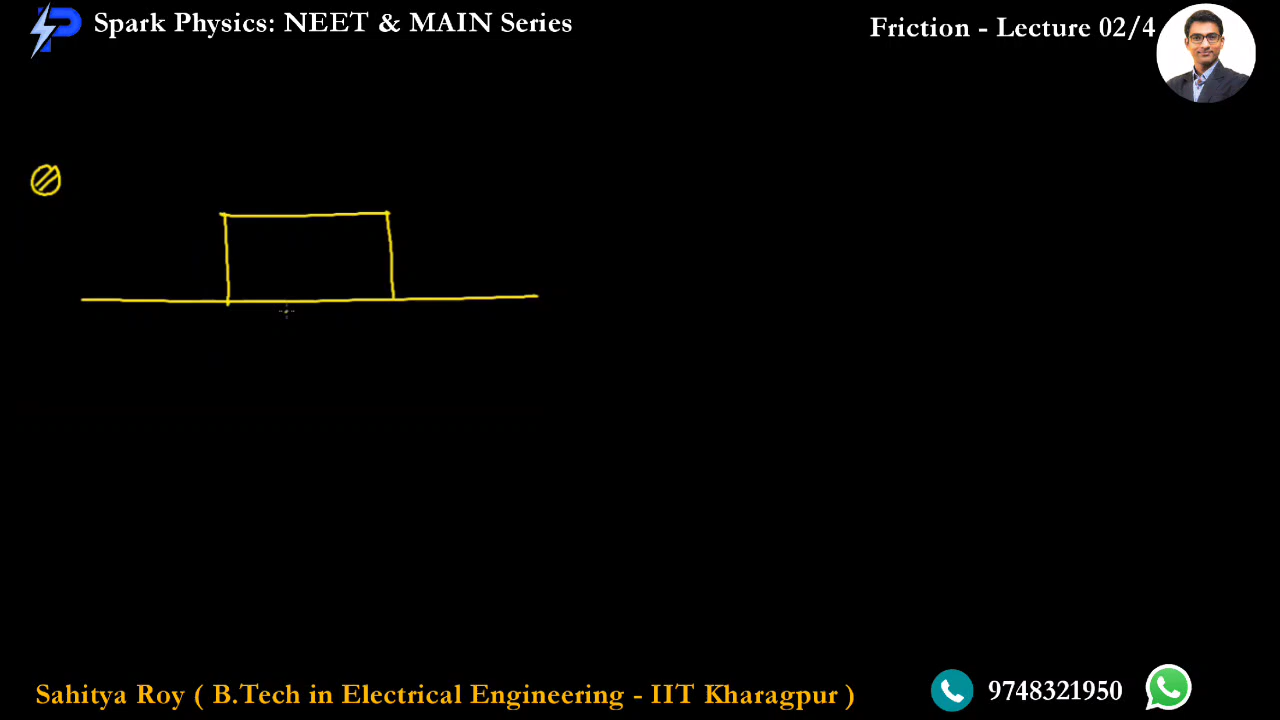 Spark Physics: NEET & MAIN Series
Friction - Lecture 02/4
Sahitya Roy ( B.Tech in Electrical Engineering - IIT Kharagpur )
9748321950